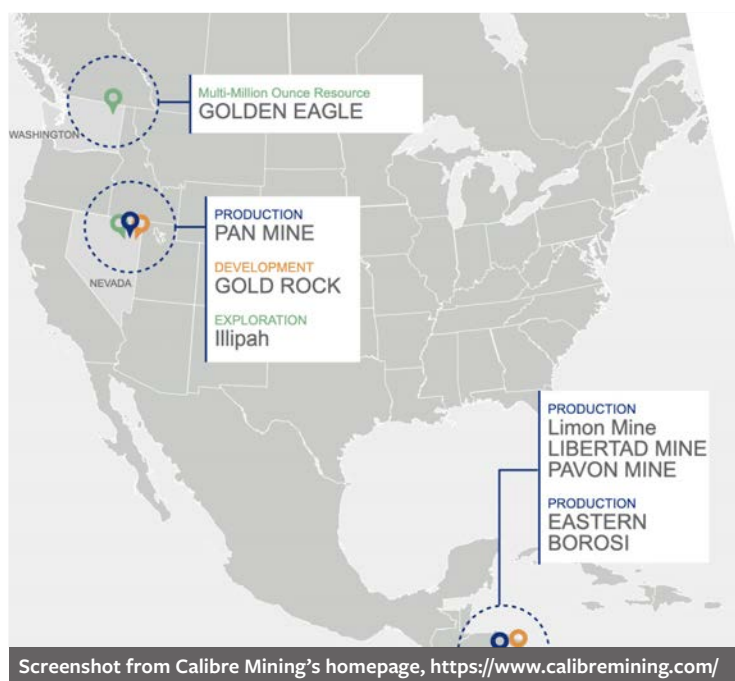 Multi-Million Ounce Resource
GOLDEN EAGLE
WASHINGTON
PRODUCTION
PAN MINE
DEVELOPMENT
GOLD ROCK
EXPLORATION
Illipah
NEVADA
PRODUCTION
Limon Mine
LIBERTAD MINE
PAVON MINE
PRODUCTION
EASTERN
BOROSI
Screenshot from Calibre Mining’s homepage, https://www.calibremining.com/